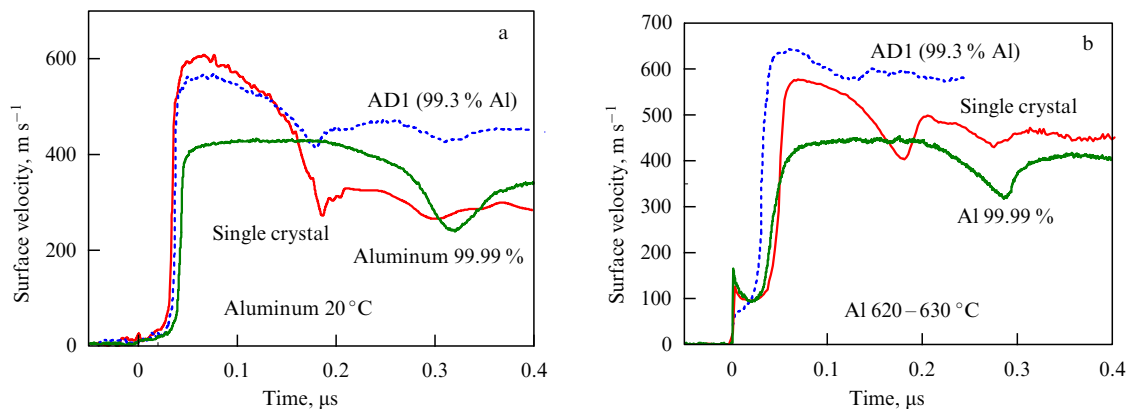 a
600
400
200
0
Surface velocity, m s⁻¹
AD1 (99.3 % Al)
Single crystal
Aluminum 99.99 %
Aluminum 20 °C
0
0.1
0.2
0.3
0.4
Time, μs
b
700
600
500
400
300
200
100
0
Surface velocity, m s⁻¹
AD1 (99.3 % Al)
Single crystal
Al 99.99 %
Al 620 – 630 °C
0
0.1
0.2
0.3
0.4
Time, μs